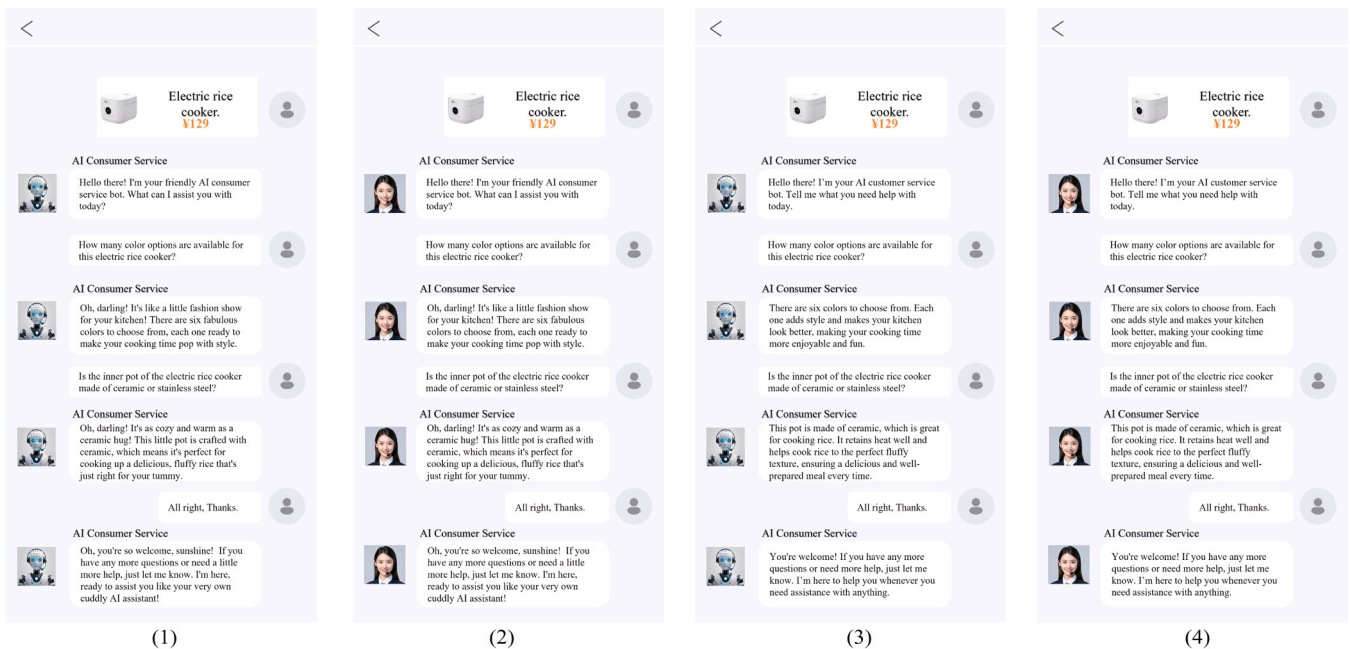 Electric rice
cooker.
¥129
AI Consumer Service
Hello there! I'm your friendly AI consumer
service bot. What can I assist you with
today?
How many color options are available for
this electric rice cooker?
AI Consumer Service
Oh, darling! It's like a little fashion show
for your kitchen! There are six fabulous
colors to choose from, each one ready to
make your cooking time pop with style.
Is the inner pot of the electric rice cooker
made of ceramic or stainless steel?
AI Consumer Service
Oh, darling! It's as cozy and warm as a
ceramic hug! This little pot is crafted with
ceramic, which means it's perfect for
cooking up a delicious, fluffy rice that's
just right for your tummy.
All right, Thanks.
AI Consumer Service
Oh, you're so welcome, sunshine! If you
have any more questions or need a little
more help, just let me know. I'm here,
ready to assist you like your very own
cuddly AI assistant!
(1)
Electric rice
cooker.
¥129
AI Consumer Service
Hello there! I'm your friendly AI consumer
service bot. What can I assist you with
today?
How many color options are available for
this electric rice cooker?
AI Consumer Service
Oh, darling! It's like a little fashion show
for your kitchen! There are six fabulous
colors to choose from, each one ready to
make your cooking time pop with style.
Is the inner pot of the electric rice cooker
made of ceramic or stainless steel?
AI Consumer Service
Oh, darling! It's as cozy and warm as a
ceramic hug! This little pot is crafted with
ceramic, which means it's perfect for
cooking up a delicious, fluffy rice that's
just right for your tummy.
All right, Thanks.
AI Consumer Service
Oh, you're so welcome, sunshine! If you
have any more questions or need a little
more help, just let me know. I'm here,
ready to assist you like your very own
cuddly AI assistant!
(2)
Electric rice
cooker.
¥129
AI Consumer Service
Hello there! I’m your AI customer service
bot. Tell me what you need help with
today.
How many color options are available for
this electric rice cooker?
AI Consumer Service
There are six colors to choose from. Each
one adds style and makes your kitchen
look better, making your cooking time
more enjoyable and fun.
Is the inner pot of the electric rice cooker
made of ceramic or stainless steel?
AI Consumer Service
This pot is made of ceramic, which is great
for cooking rice. It retains heat well and
helps cook rice to the perfect fluffy
texture, ensuring a delicious and well-
prepared meal every time.
All right, Thanks.
AI Consumer Service
You're welcome! If you have any more
questions or need more help, just let me
know. I’m here to help you whenever you
need assistance with anything.
(3)
Electric rice
cooker.
¥129
AI Consumer Service
Hello there! I’m your AI customer service
bot. Tell me what you need help with
today.
How many color options are available for
this electric rice cooker?
AI Consumer Service
There are six colors to choose from. Each
one adds style and makes your kitchen
look better, making your cooking time
more enjoyable and fun.
Is the inner pot of the electric rice cooker
made of ceramic or stainless steel?
AI Consumer Service
This pot is made of ceramic, which is great
for cooking rice. It retains heat well and
helps cook rice to the perfect fluffy
texture, ensuring a delicious and well-
prepared meal every time.
All right, Thanks.
AI Consumer Service
You're welcome! If you have any more
questions or need more help, just let me
know. I’m here to help you whenever you
need assistance with anything.
(4)